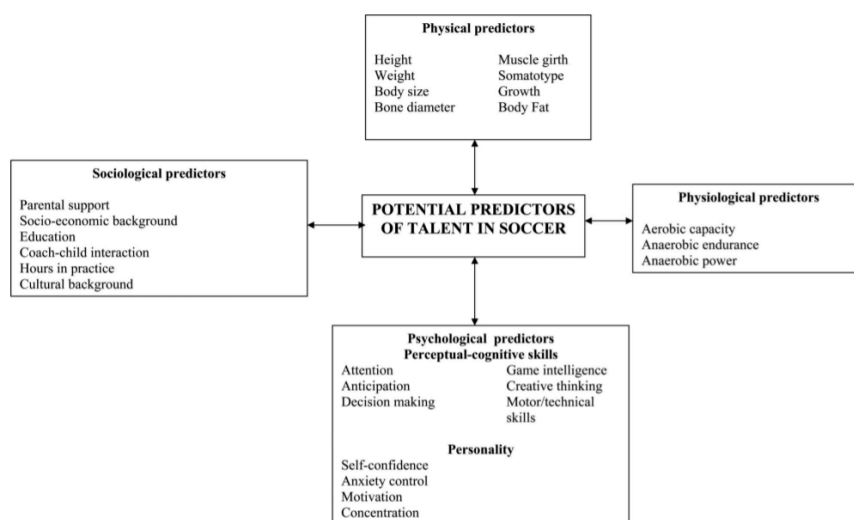 Physical predictors
Height Muscle girth
Weight Somatotype
Body size Growth
Bone diameter Body Fat
Sociological predictors
Parental support
Socio-economic background
Education
Coach-child interaction
Hours in practice
Cultural background
POTENTIAL PREDICTORS
OF TALENT IN SOCCER
Physiological predictors
Aerobic capacity
Anaerobic endurance
Anaerobic power
Psychological predictors
Perceptual-cognitive skills
Attention Game intelligence
Anticipation Creative thinking
Decision making Motor/technical
skills
Personality
Self-confidence
Anxiety control
Motivation
Concentration